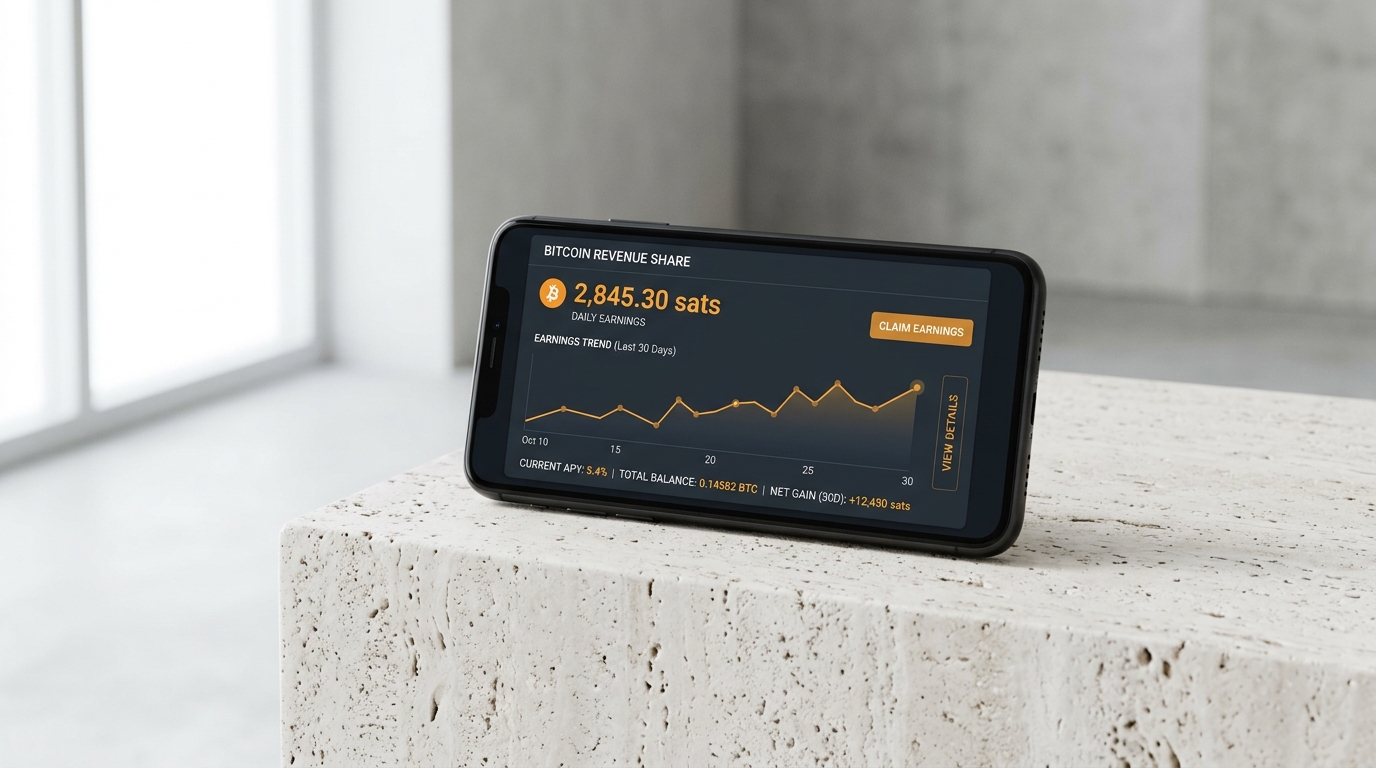 BITCOIN REVENUE SHARE
2,845.30 sats
DAILY EARNINGS
CLAIM EARNINGS
EARNINGS TREND (Last 30 Days)
VIEW DETAILS
Oct 10
15
20
25
30
CURRENT APY: 5.4% | TOTAL BALANCE: 0.14582 BTC | NET GAIN (30D): +12,430 sats